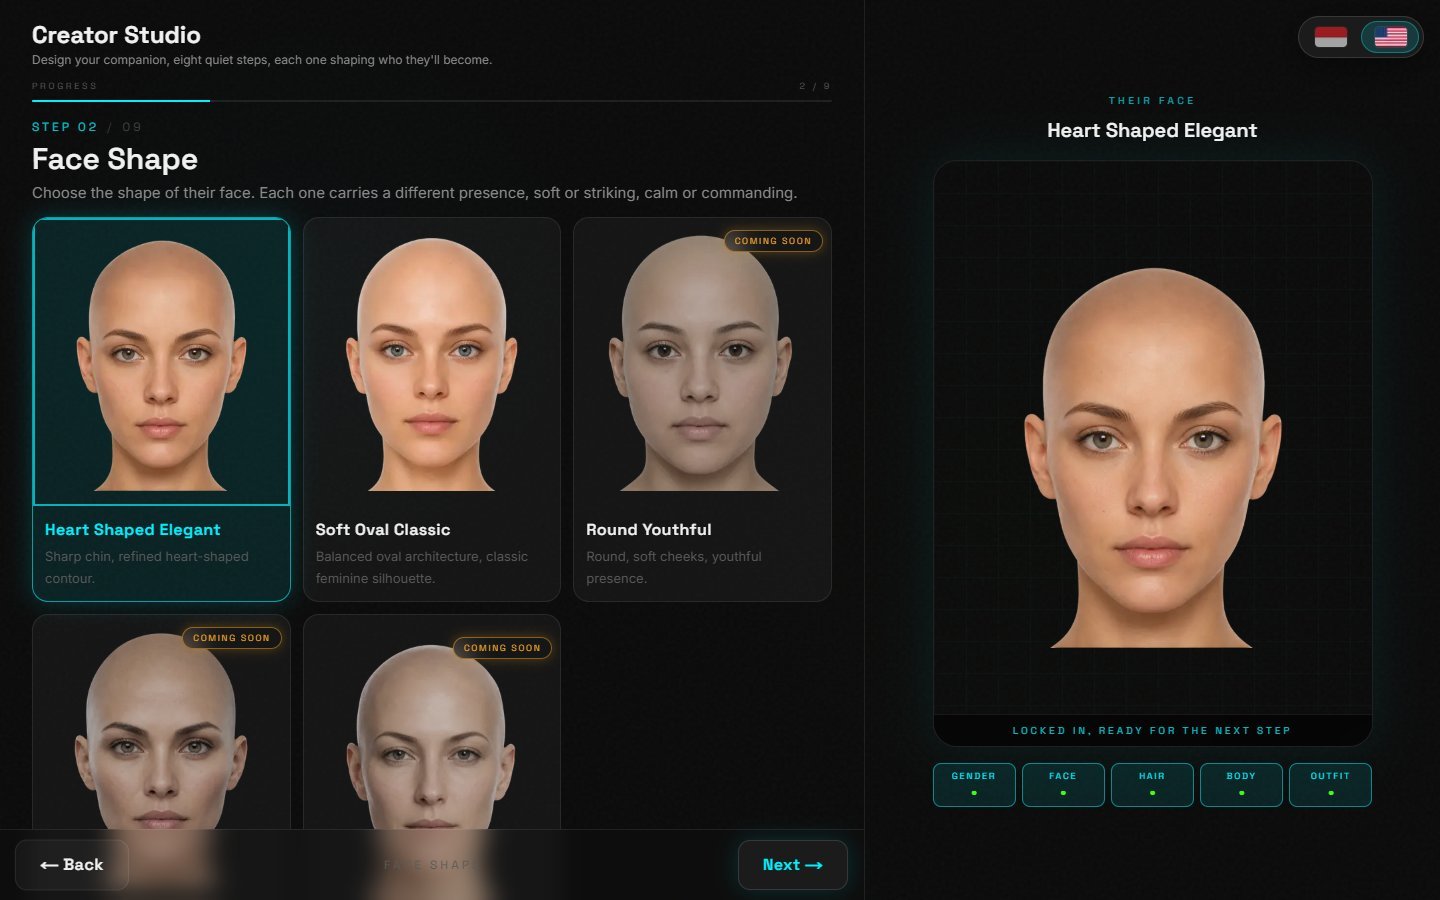 Creator Studio
Design your companion, eight quiet steps, each one shaping who they'll become.
PROGRESS
2 / 9
STEP 02 / 09
Face Shape
Choose the shape of their face. Each one carries a different presence, soft or striking, calm or commanding.
Heart Shaped Elegant
Sharp chin, refined heart-shaped
contour.
Soft Oval Classic
Balanced oval architecture, classic
feminine silhouette.
COMING SOON
Round Youthful
Round, soft cheeks, youthful
presence.
COMING SOON
COMING SOON
← Back
FACE SHAPE
Next →
THEIR FACE
Heart Shaped Elegant
LOCKED IN, READY FOR THE NEXT STEP
GENDER
FACE
HAIR
BODY
OUTFIT